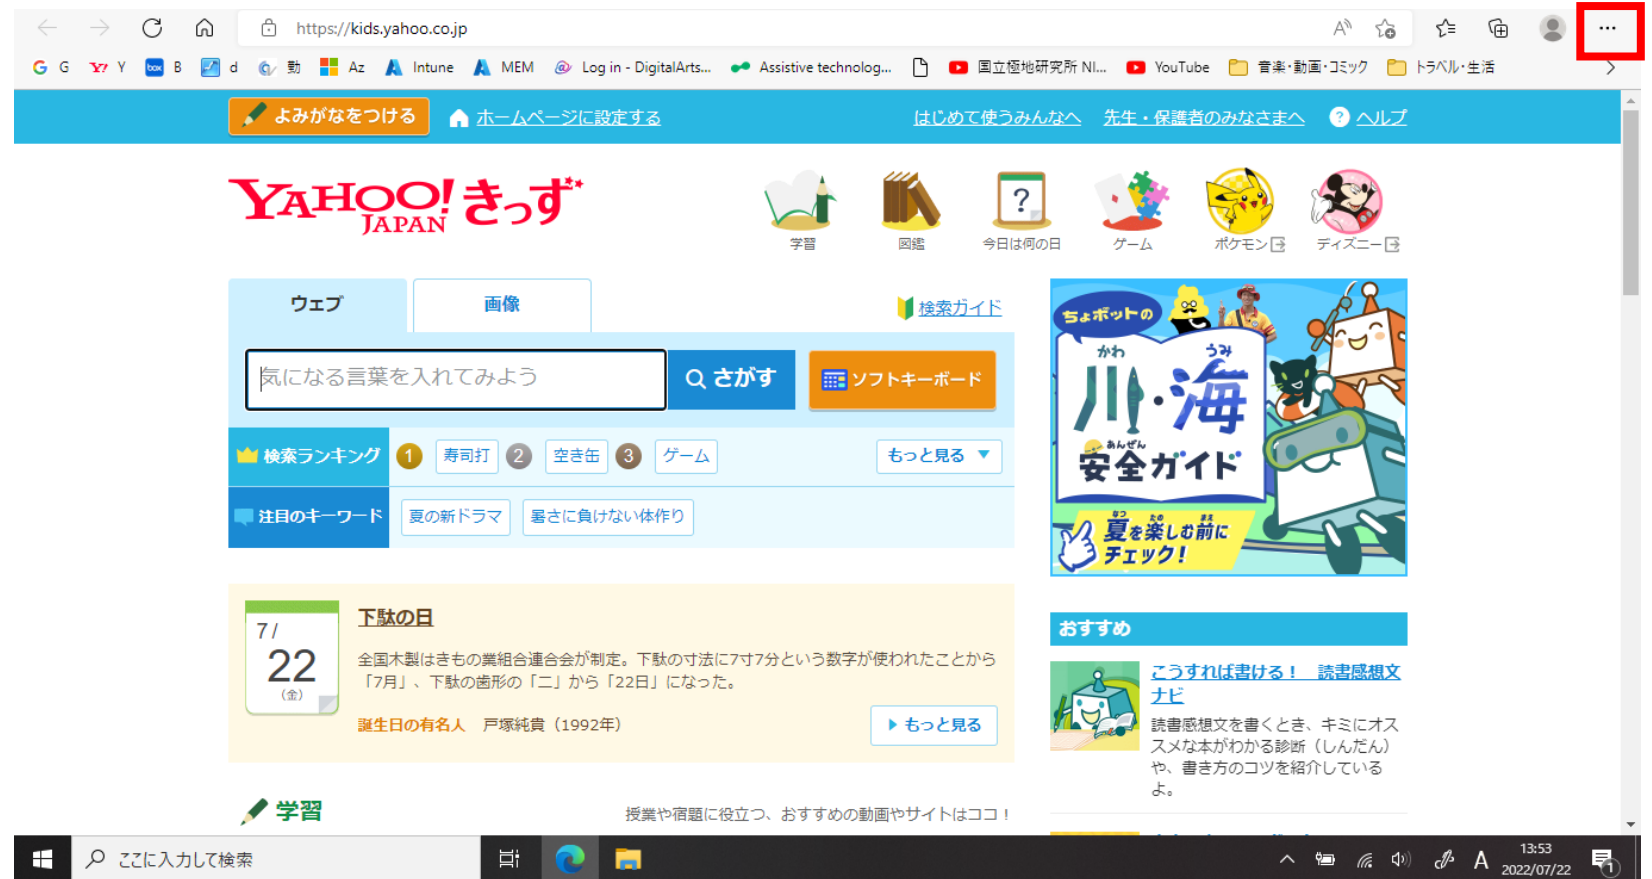 https://kids.yahoo.co.jp
G Y B d 勤 Az Intune MEM Log in - DigitalArts... Assistive technolog... 国立極地研究所 NI... YouTube 音楽・動画・コミック トラベル・生活
よみがなをつける ホームページに設定する はじめて使うみんなへ 先生・保護者のみなさまへ ヘルプ
YAHOO!きっず
JAPAN
学習 図鑑 今日は何の日 ゲーム ポケモン ディズニー
ウェブ 画像 検索ガイド
気になる言葉を入れてみよう さがす ソフトキーボード
検索ランキング 1 寿司打 2 空き缶 3 ゲーム もっと見る
注目のキーワード 夏の新ドラマ 暑さに負けない体作り
ちょボットの
かわ うみ
川・海
あんぜん
安全ガイド
なつ たの まえ
夏を楽しむ前に
チェック!
7/
22
(金)
下駄の日
全国木製はきもの業組合連合会が制定。下駄の寸法に7寸7分という数字が使われたことから
「7月」、下駄の歯形の「二」から「22日」になった。
誕生日の有名人 戸塚純貴（1992年） もっと見る
おすすめ
こうすれば書ける！ 読書感想文
ナビ
読書感想文を書くとき、キミにオス
スメな本がわかる診断（しんだん）
や、書き方のコツを紹介している
よ。
学習 授業や宿題に役立つ、おすすめの動画やサイトはココ！
ここに入力して検索
A 13:53
2022/07/22
1